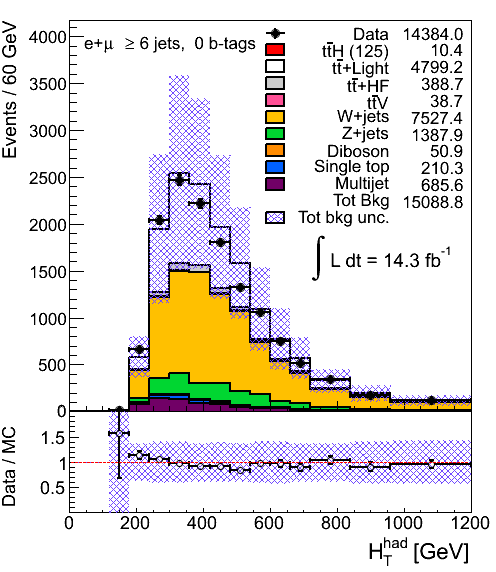 Events / 60 GeV
4000
3500
3000
2500
2000
1500
1000
500
0
e+μ ≥ 6 jets, 0 b-tags
Data 14384.0
tt̄H (125) 10.4
tt̄+Light 4799.2
tt̄+HF 388.7
tt̄V 38.7
W+jets 7527.4
Z+jets 1387.9
Diboson 50.9
Single top 210.3
Multijet 685.6
Tot Bkg 15088.8
Tot bkg unc.
∫ L dt = 14.3 fb⁻¹
Data / MC
1.5
1
0.5
0 200 400 600 800 1000 1200
H_T^had [GeV]